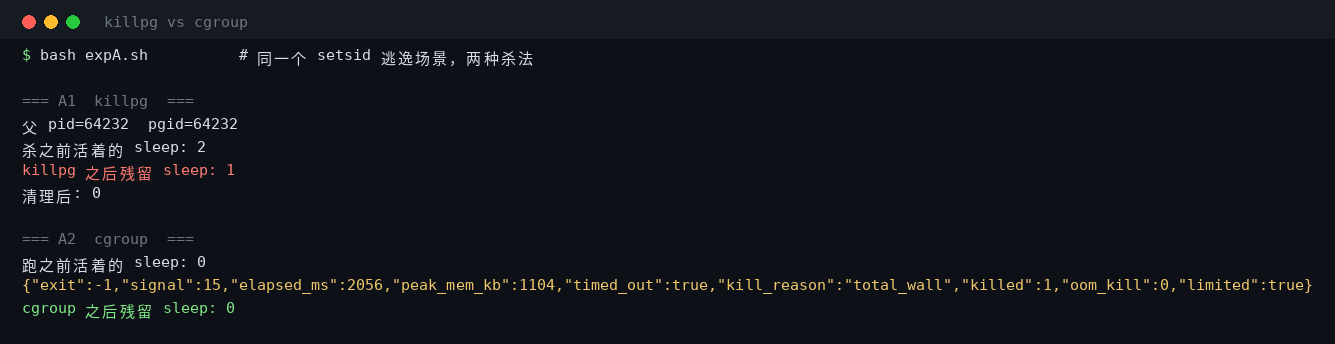 killpg vs cgroup
$ bash expA.sh          # 同一个 setsid 逃逸场景，两种杀法
=== A1  killpg  ===
父 pid=64232  pgid=64232
杀之前活着的 sleep: 2
killpg 之后残留 sleep: 1
清理后: 0
=== A2  cgroup  ===
跑之前活着的 sleep: 0
{"exit":-1,"signal":15,"elapsed_ms":2056,"peak_mem_kb":1104,"timed_out":true,"kill_reason":"total_wall","killed":1,"oom_kill":0,"limited":true}
cgroup 之后残留 sleep: 0